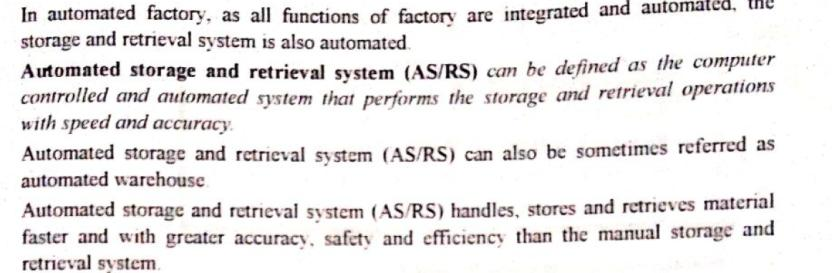 In automated factory, as all functions of factory are integrated and automated, the
storage and retrieval system is also automated.
Automated storage and retrieval system (AS/RS) can be defined as the computer
controlled and automated system that performs the storage and retrieval operations
with speed and accuracy.
Automated storage and retrieval system (AS/RS) can also be sometimes referred as
automated warehouse.
Automated storage and retrieval system (AS/RS) handles, stores and retrieves material
faster and with greater accuracy, safety and efficiency than the manual storage and
retrieval system.